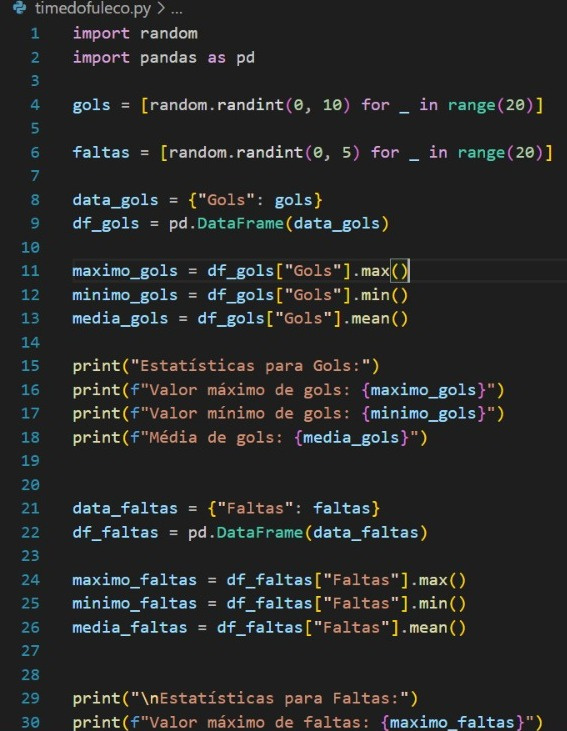 timedofuleco.py > ...
1 import random
2 import pandas as pd
3
4 gols = [random.randint(0, 10) for _ in range(20)]
5
6 faltas = [random.randint(0, 5) for _ in range(20)]
7
8 data_gols = {"Gols": gols}
9 df_gols = pd.DataFrame(data_gols)
10
11 maximo_gols = df_gols["Gols"].max()
12 minimo_gols = df_gols["Gols"].min()
13 media_gols = df_gols["Gols"].mean()
14
15 print("Estatísticas para Gols:")
16 print(f"Valor máximo de gols: {maximo_gols}")
17 print(f"Valor mínimo de gols: {minimo_gols}")
18 print(f"Média de gols: {media_gols}")
19
20
21 data_faltas = {"Faltas": faltas}
22 df_faltas = pd.DataFrame(data_faltas)
23
24 maximo_faltas = df_faltas["Faltas"].max()
25 minimo_faltas = df_faltas["Faltas"].min()
26 media_faltas = df_faltas["Faltas"].mean()
27
28
29 print("\nEstatísticas para Faltas:")
30 print(f"Valor máximo de faltas: {maximo_faltas}")